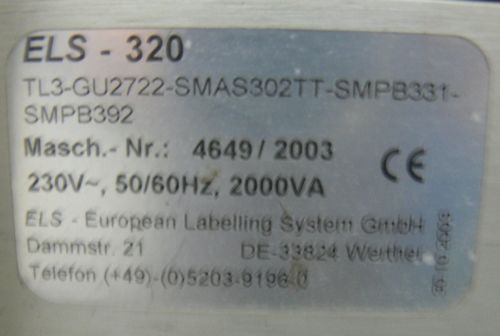 ELS - 320
TL3-GU2722-SMAS302TT-SMPB331-
SMPB392
Masch.- Nr.: 4649 / 2003
230V~, 50/60Hz, 2000VA
CE
ELS - European Labelling System GmbH
Dammstr. 21 DE-33824 Werther
Telefon (+49)-(0)5203-9196-0